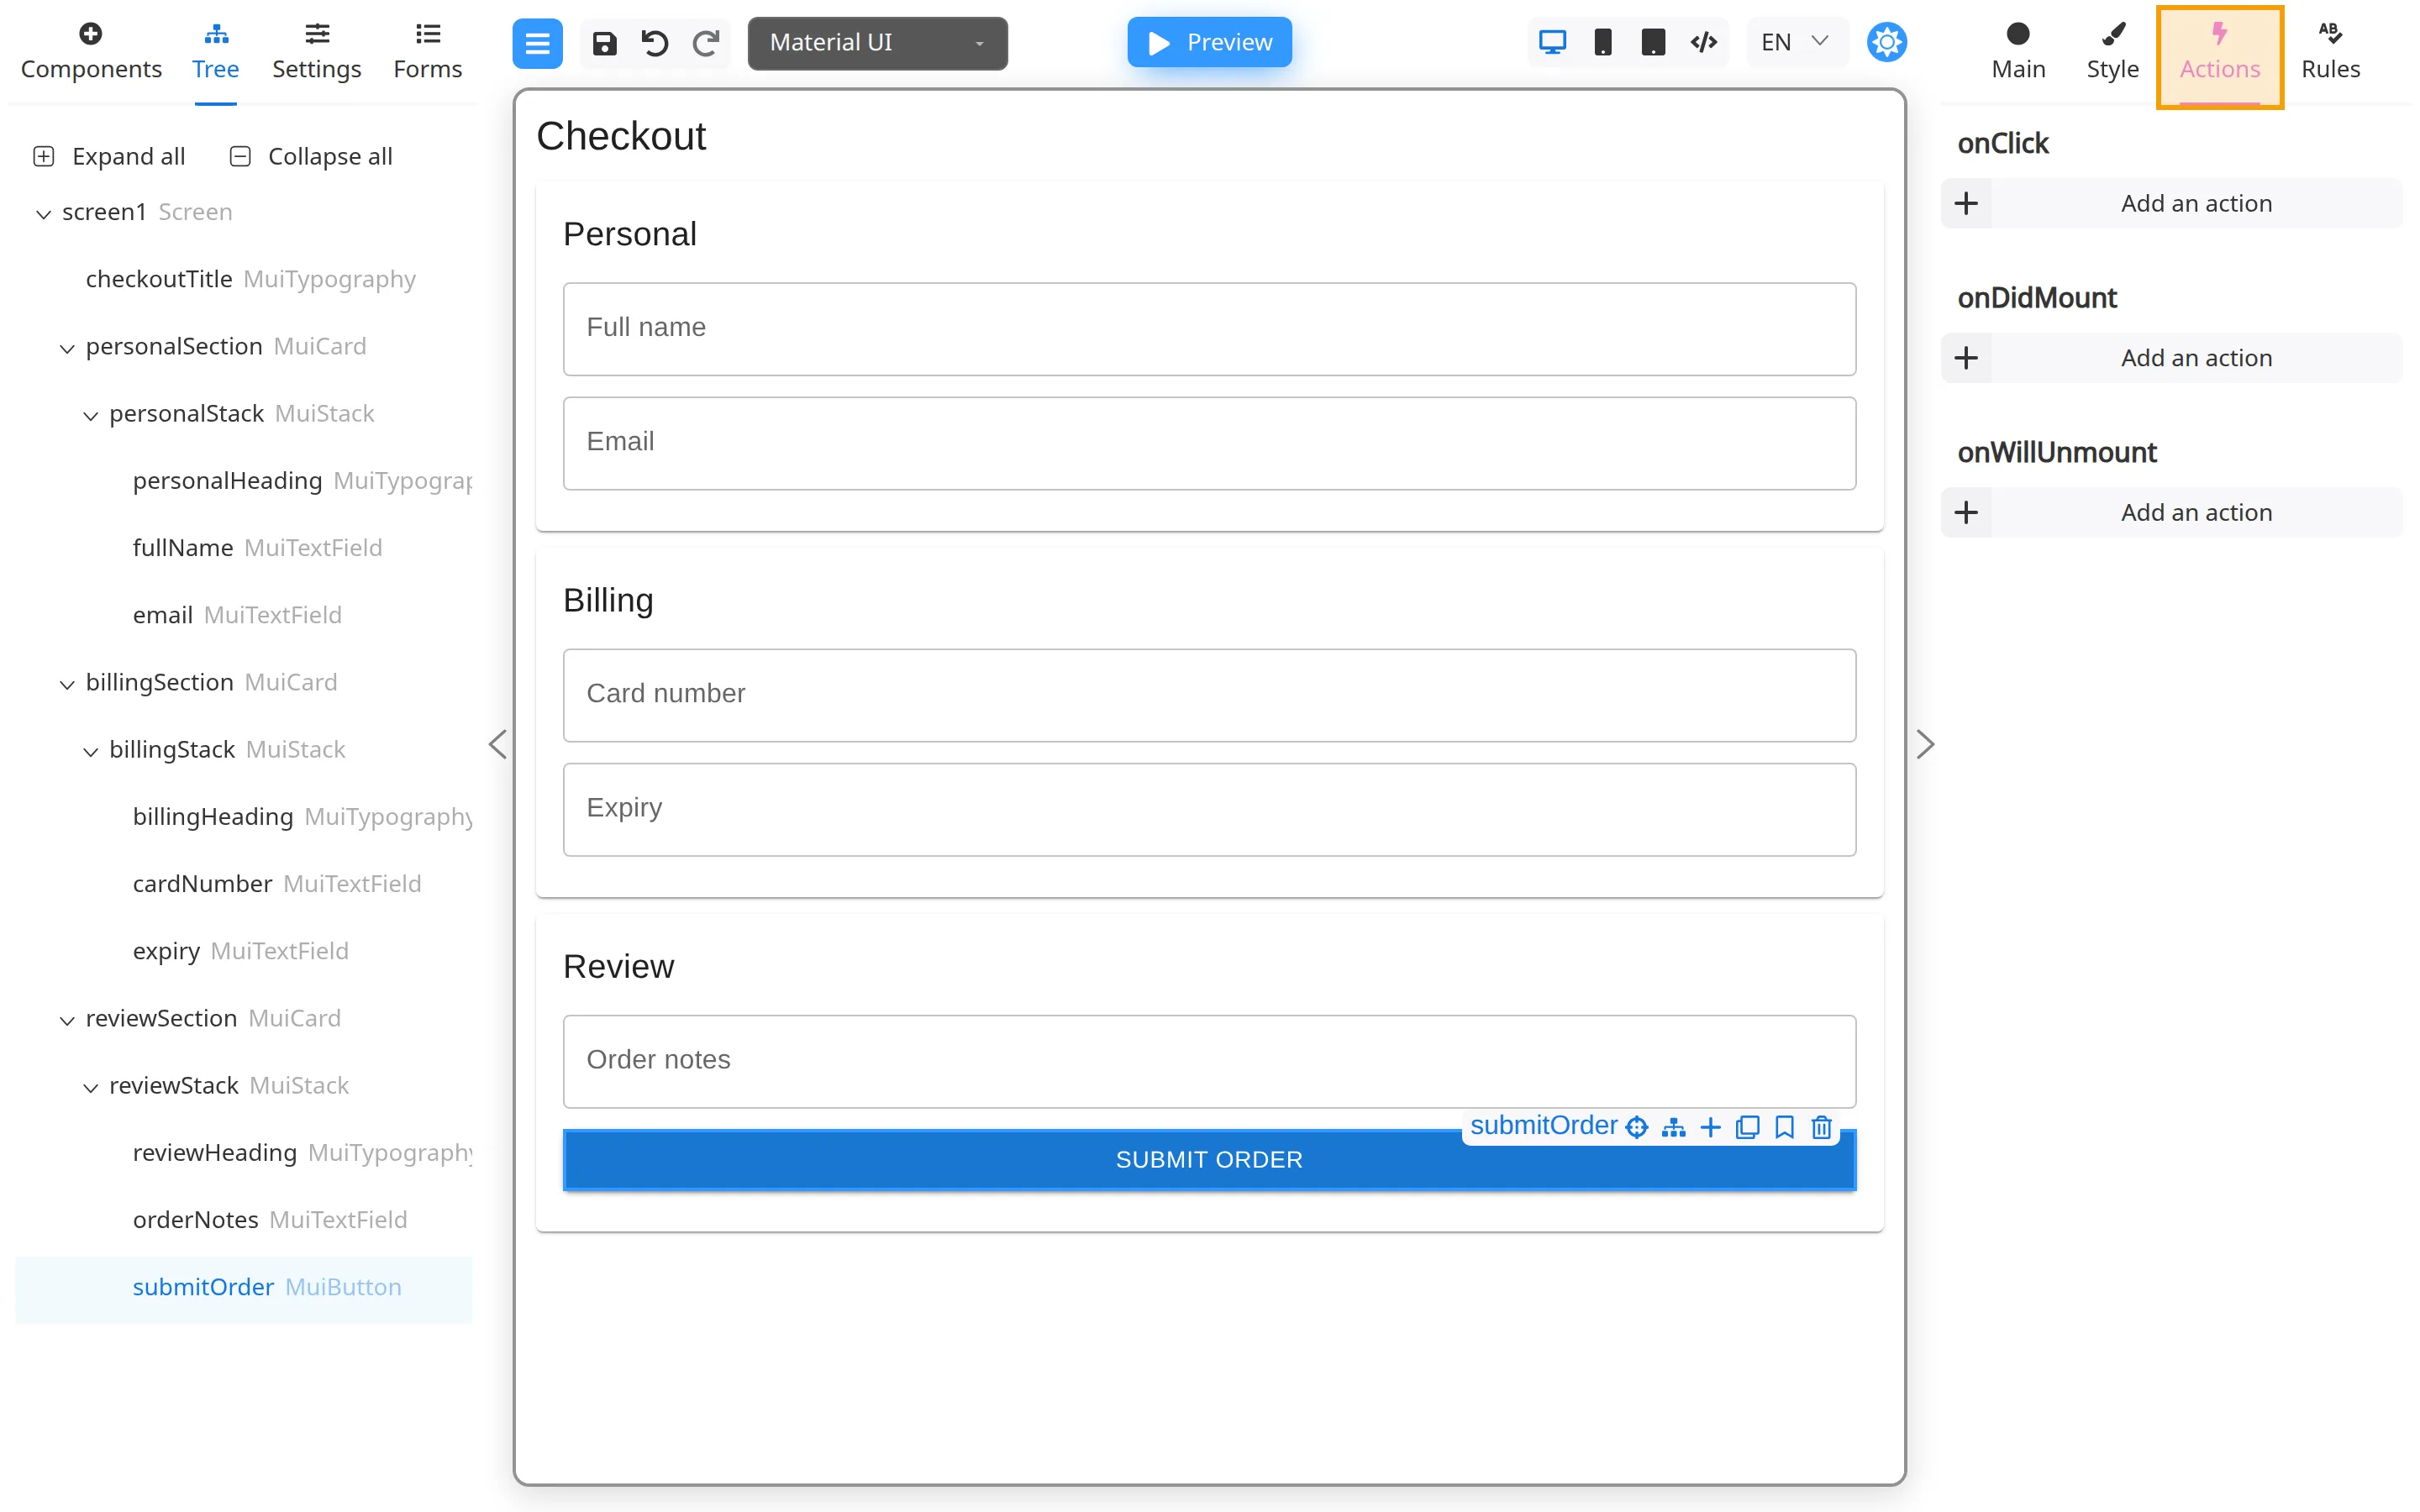 Components Tree Settings Forms
Material UI
Preview
EN
Main Style Actions Rules
Expand all Collapse all
screen1 Screen
checkoutTitle MuiTypography
personalSection MuiCard
personalStack MuiStack
personalHeading MuiTypograp
fullName MuiTextField
email MuiTextField
billingSection MuiCard
billingStack MuiStack
billingHeading MuiTypography
cardNumber MuiTextField
expiry MuiTextField
reviewSection MuiCard
reviewStack MuiStack
reviewHeading MuiTypography
orderNotes MuiTextField
submitOrder MuiButton
Checkout
Personal
Full name
Email
Billing
Card number
Expiry
Review
Order notes
submitOrder
SUBMIT ORDER
onClick
Add an action
onDidMount
Add an action
onWillUnmount
Add an action